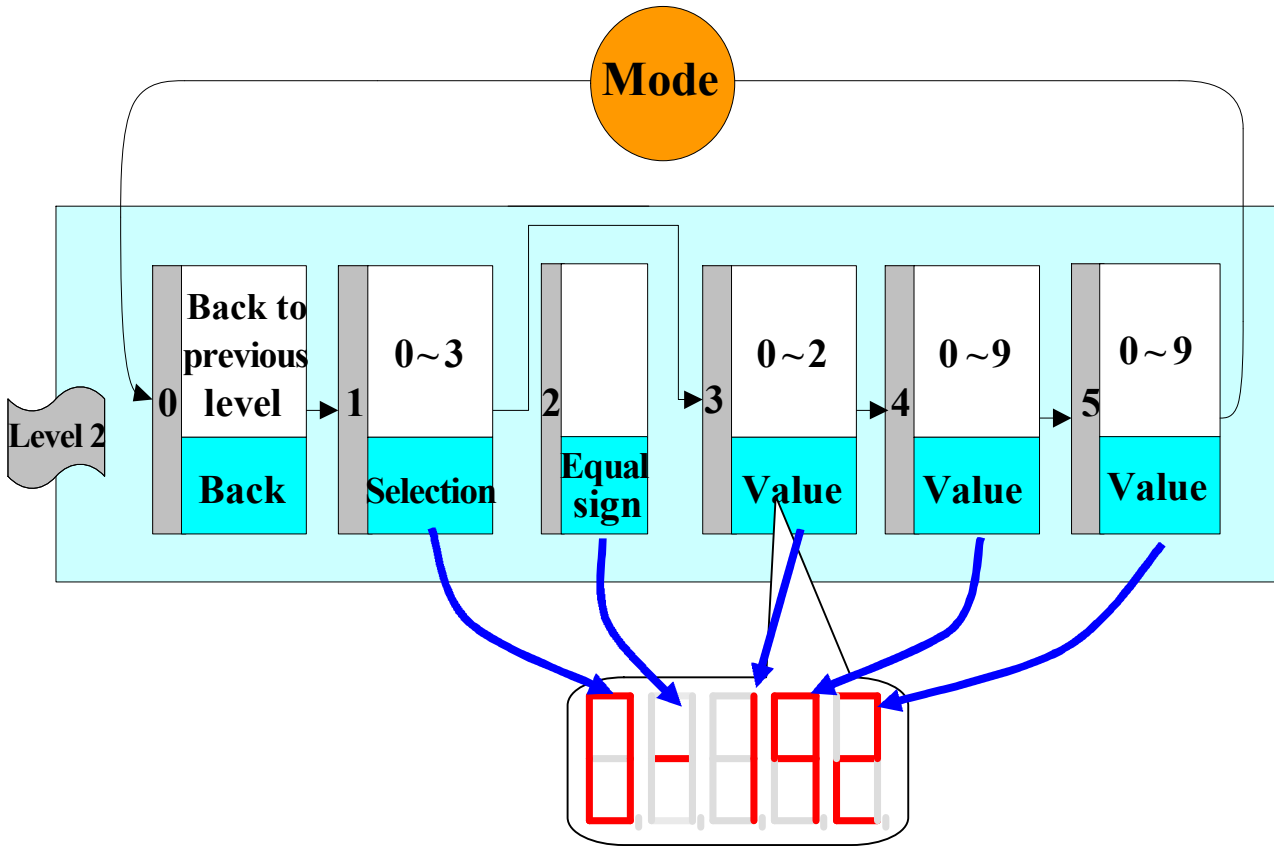 Mode
Level 2
0
Back to
previous
level
Back
1
0~3
Selection
2
Equal
sign
3
0~2
Value
4
0~9
Value
5
0~9
Value
0-192